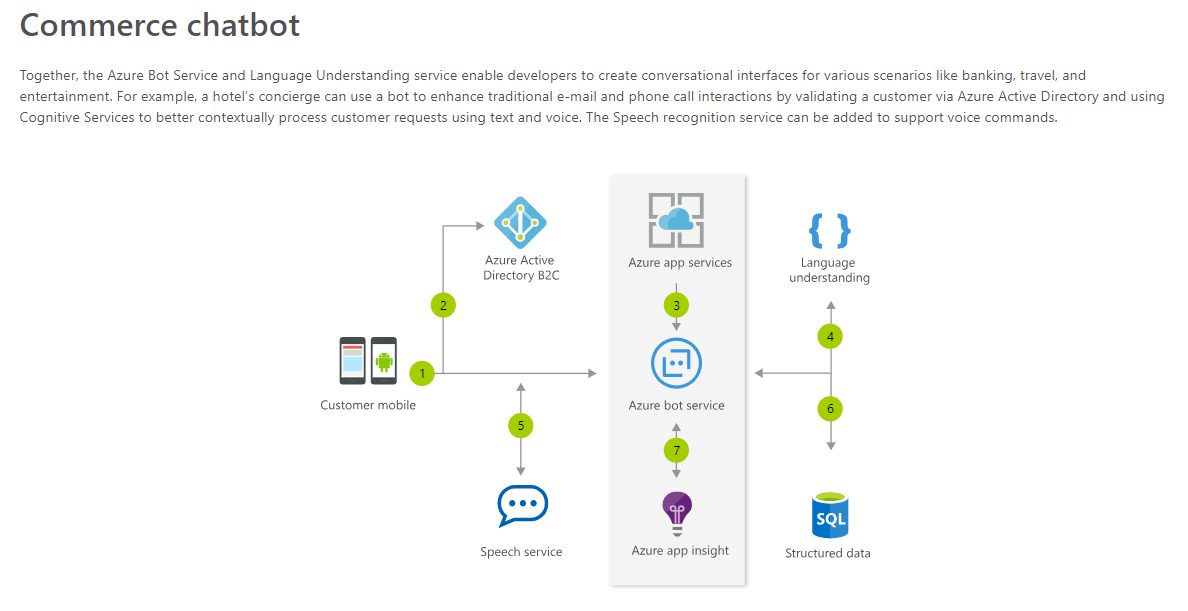 Commerce chatbot
Together, the Azure Bot Service and Language Understanding service enable developers to create conversational interfaces for various scenarios like banking, travel, and
entertainment. For example, a hotel's concierge can use a bot to enhance traditional e-mail and phone call interactions by validating a customer via Azure Active Directory and using
Cognitive Services to better contextually process customer requests using text and voice. The Speech recognition service can be added to support voice commands.
Azure Active
Directory B2C
Azure app services
Language
understanding
2
3
4
1
Customer mobile
Azure bot service
5
6
7
SQL
Speech service
Azure app insight
Structured data